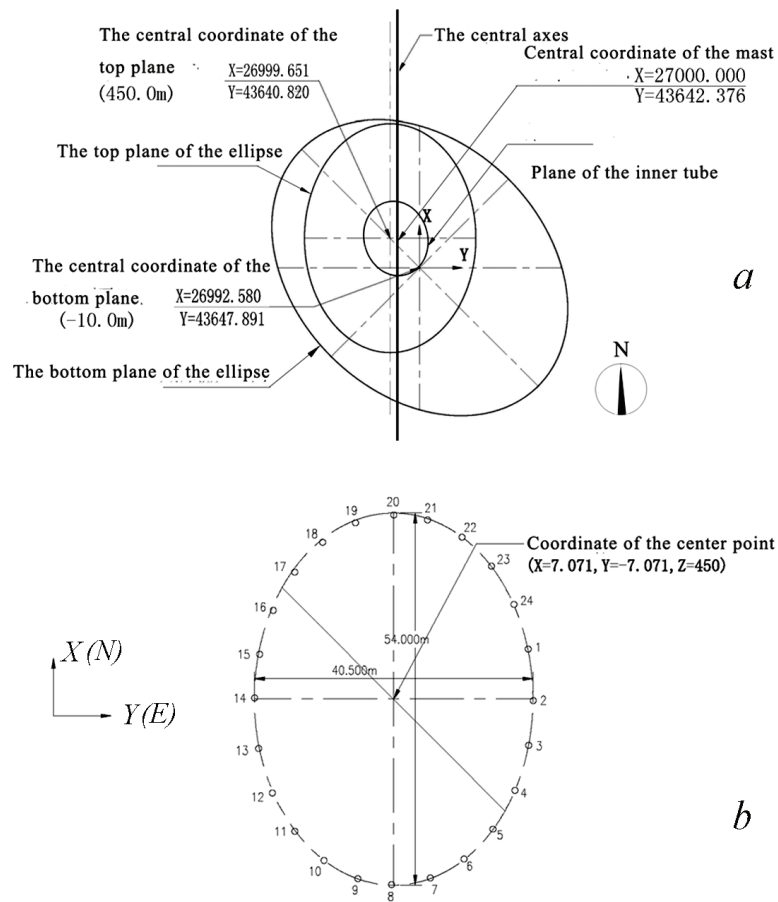 The central coordinate of the
top plane
(450.0m)
X=26999.651
Y=43640.820
The central axes
Central coordinate of the mast
X=27000.000
Y=43642.376
The top plane of the ellipse
Plane of the inner tube
X
Y
The central coordinate of the
bottom plane.
(-10.0m)
X=26992.580
Y=43647.891
a
The bottom plane of the ellipse
N
20
19
21
18
22
Coordinate of the center point
(X=7.071, Y=-7.071, Z=450)
17
23
16
24
54.000m
15
1
X(N)
40.500m
14
2
Y(E)
13
3
12
4
11
5
10
6
9
7
8
b